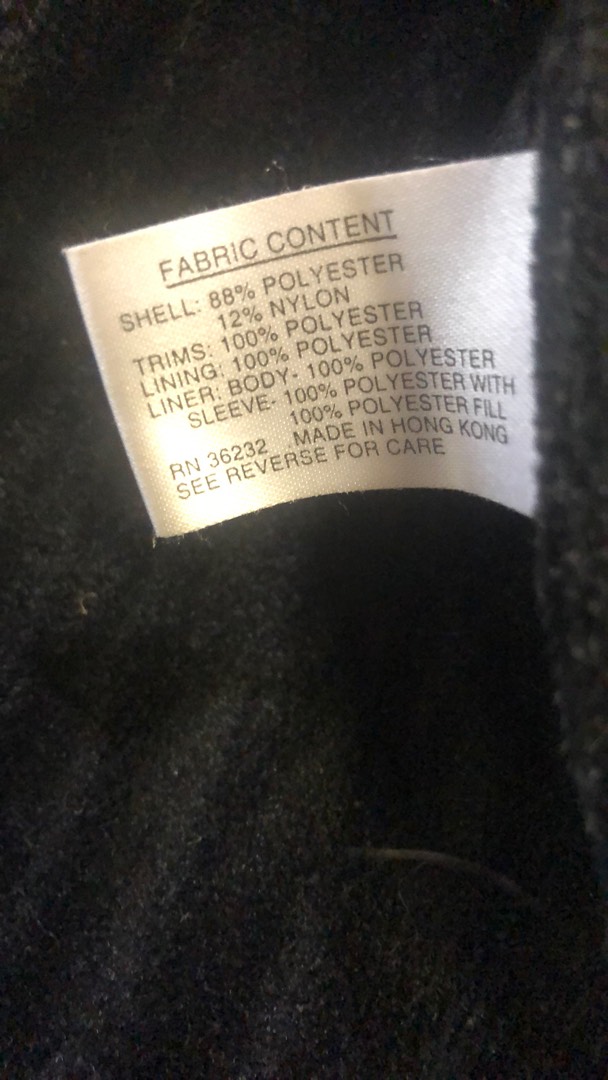 FABRIC CONTENT
SHELL: 88% POLYESTER
12% NYLON
TRIMS: 100% POLYESTER
LINING: 100% POLYESTER
LINER: BODY- 100% POLYESTER
SLEEVE- 100% POLYESTER WITH
100% POLYESTER FILL
RN 36232 MADE IN HONG KONG
SEE REVERSE FOR CARE